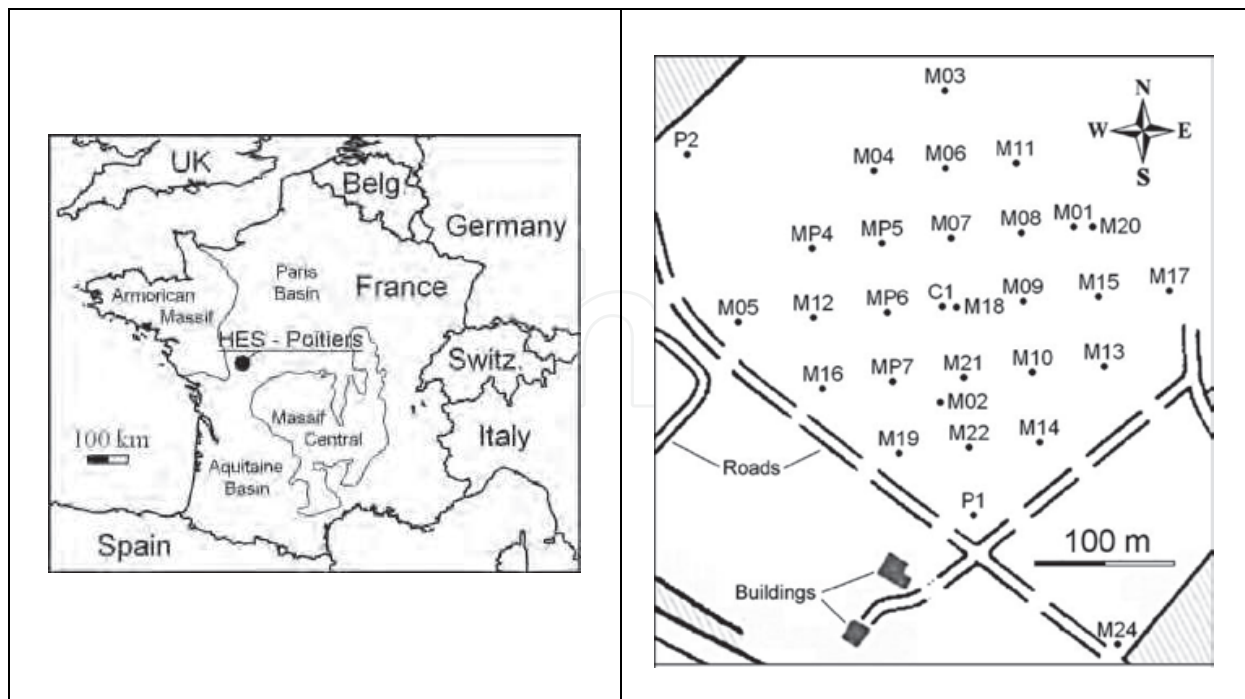 UK
Belg.
Germany
Paris
Basin
France
Armorican
Massif
HES - Poitiers
Switz.
Massif
Central
100 km
Italy
Aquitaine
Basin
Spain
M03
N
W E
S
P2
M04 M06 M11
MP4 MP5 M07 M08 M01 M20
M05 M12 MP6 C1 M18 M09 M15 M17
M16 MP7 M21 M10 M13
M02
M19 M22 M14
Roads
P1
100 m
Buildings
M24